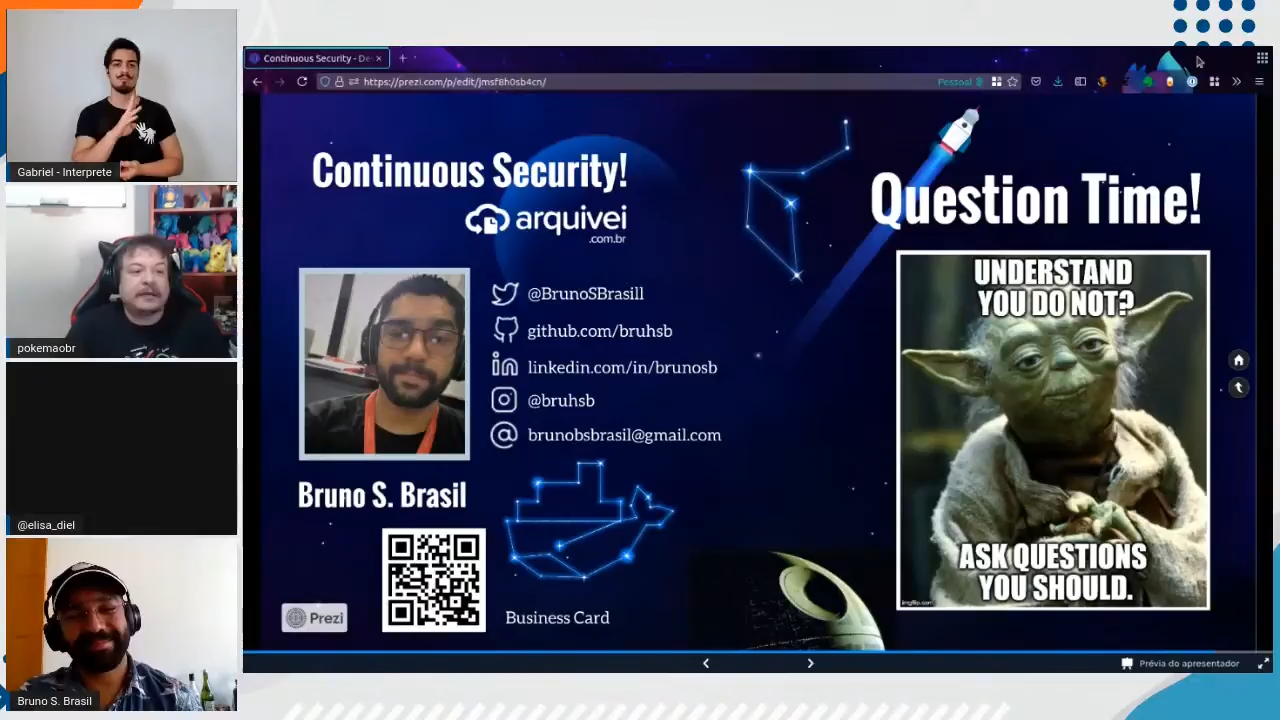 Gabriel - Interprete
pokemaobr
@elisa_diel
Bruno S. Brasil
Continuous Security - De
https://prezi.com/p/edit/jmsf8h0sb4cn/
Pessoal
Continuous Security!
arquivei
.com.br
@BrunoSBrasill
github.com/bruhsb
linkedin.com/in/brunosb
@bruhsb
brunobsbrasil@gmail.com
Bruno S. Brasil
Prezi
Business Card
Question Time!
UNDERSTAND
YOU DO NOT?
ASK QUESTIONS
YOU SHOULD.
imgflip.com
Prévia do apresentador